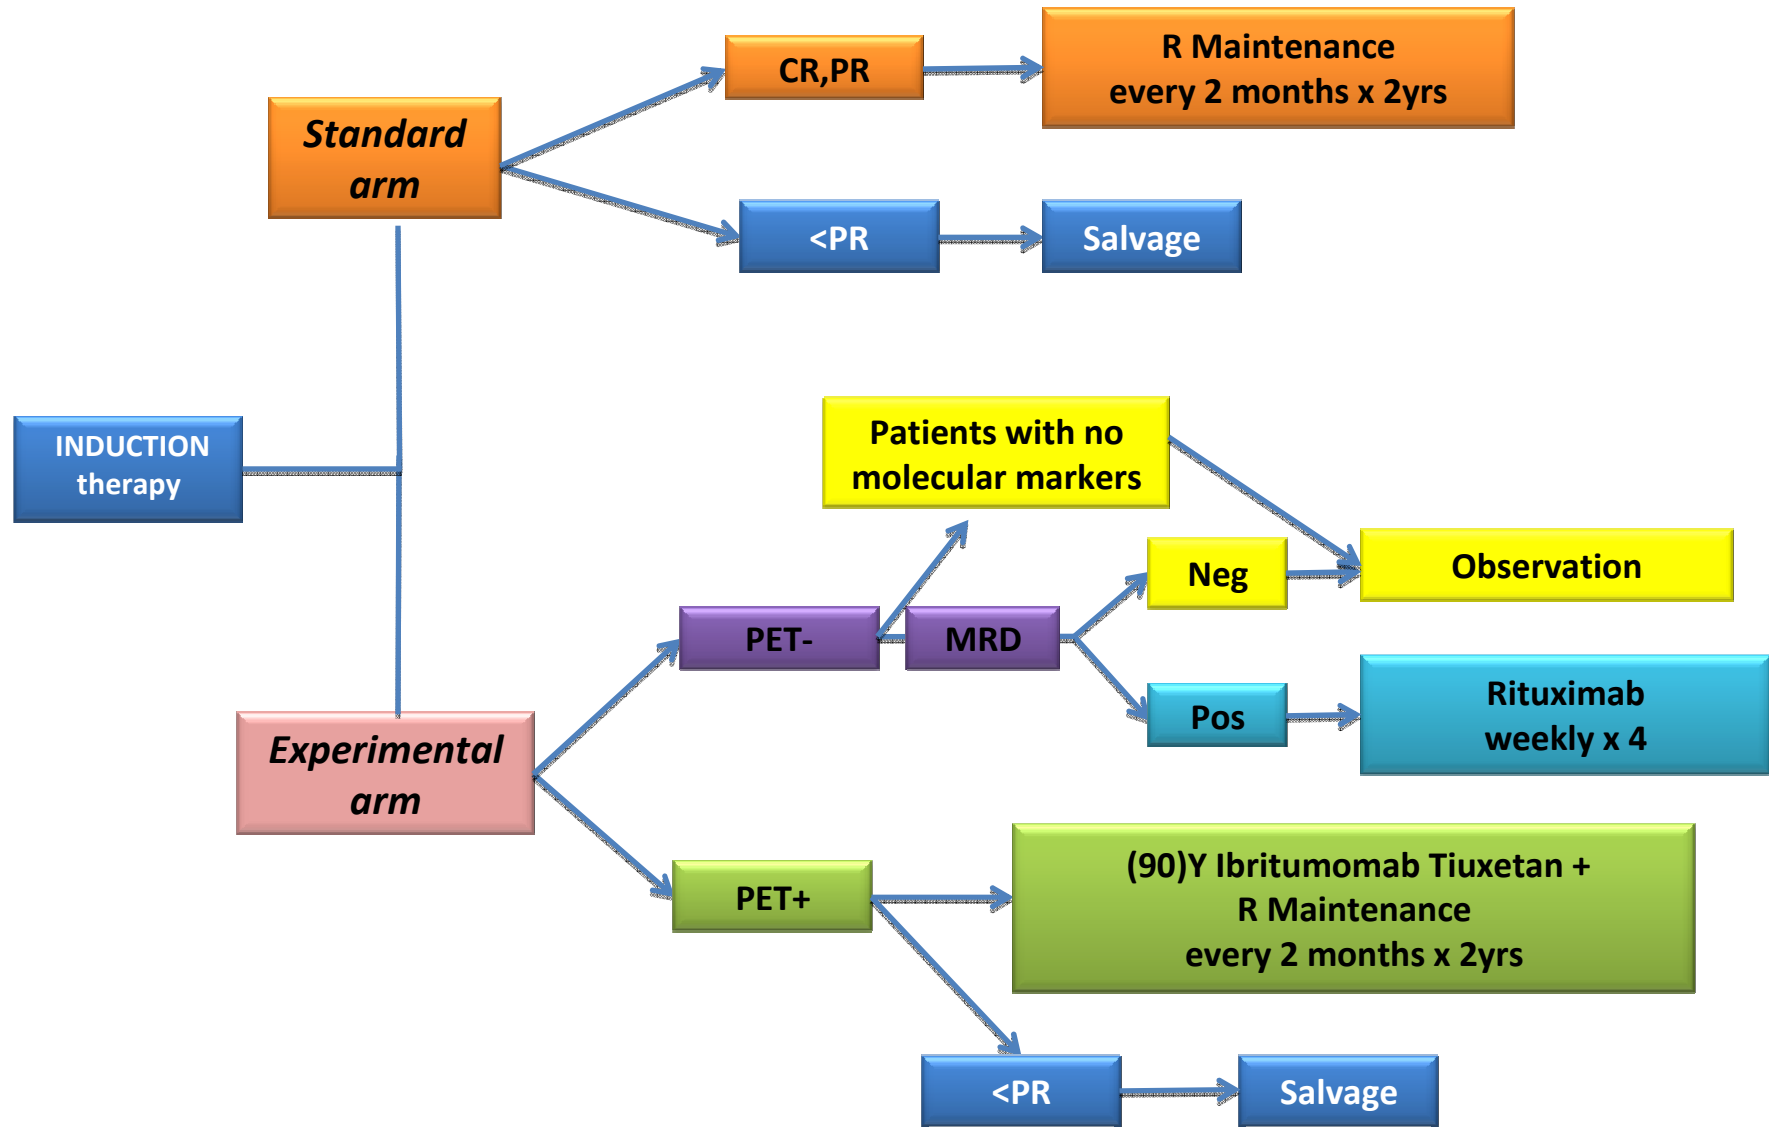 CR,PR
R Maintenance
every 2 months x 2yrs
Standard
arm
<PR
Salvage
INDUCTION
therapy
Patients with no
molecular markers
Neg
Observation
PET-
MRD
Pos
Rituximab
weekly x 4
Experimental
arm
PET+
(90)Y Ibritumomab Tiuxetan +
R Maintenance
every 2 months x 2yrs
<PR
Salvage